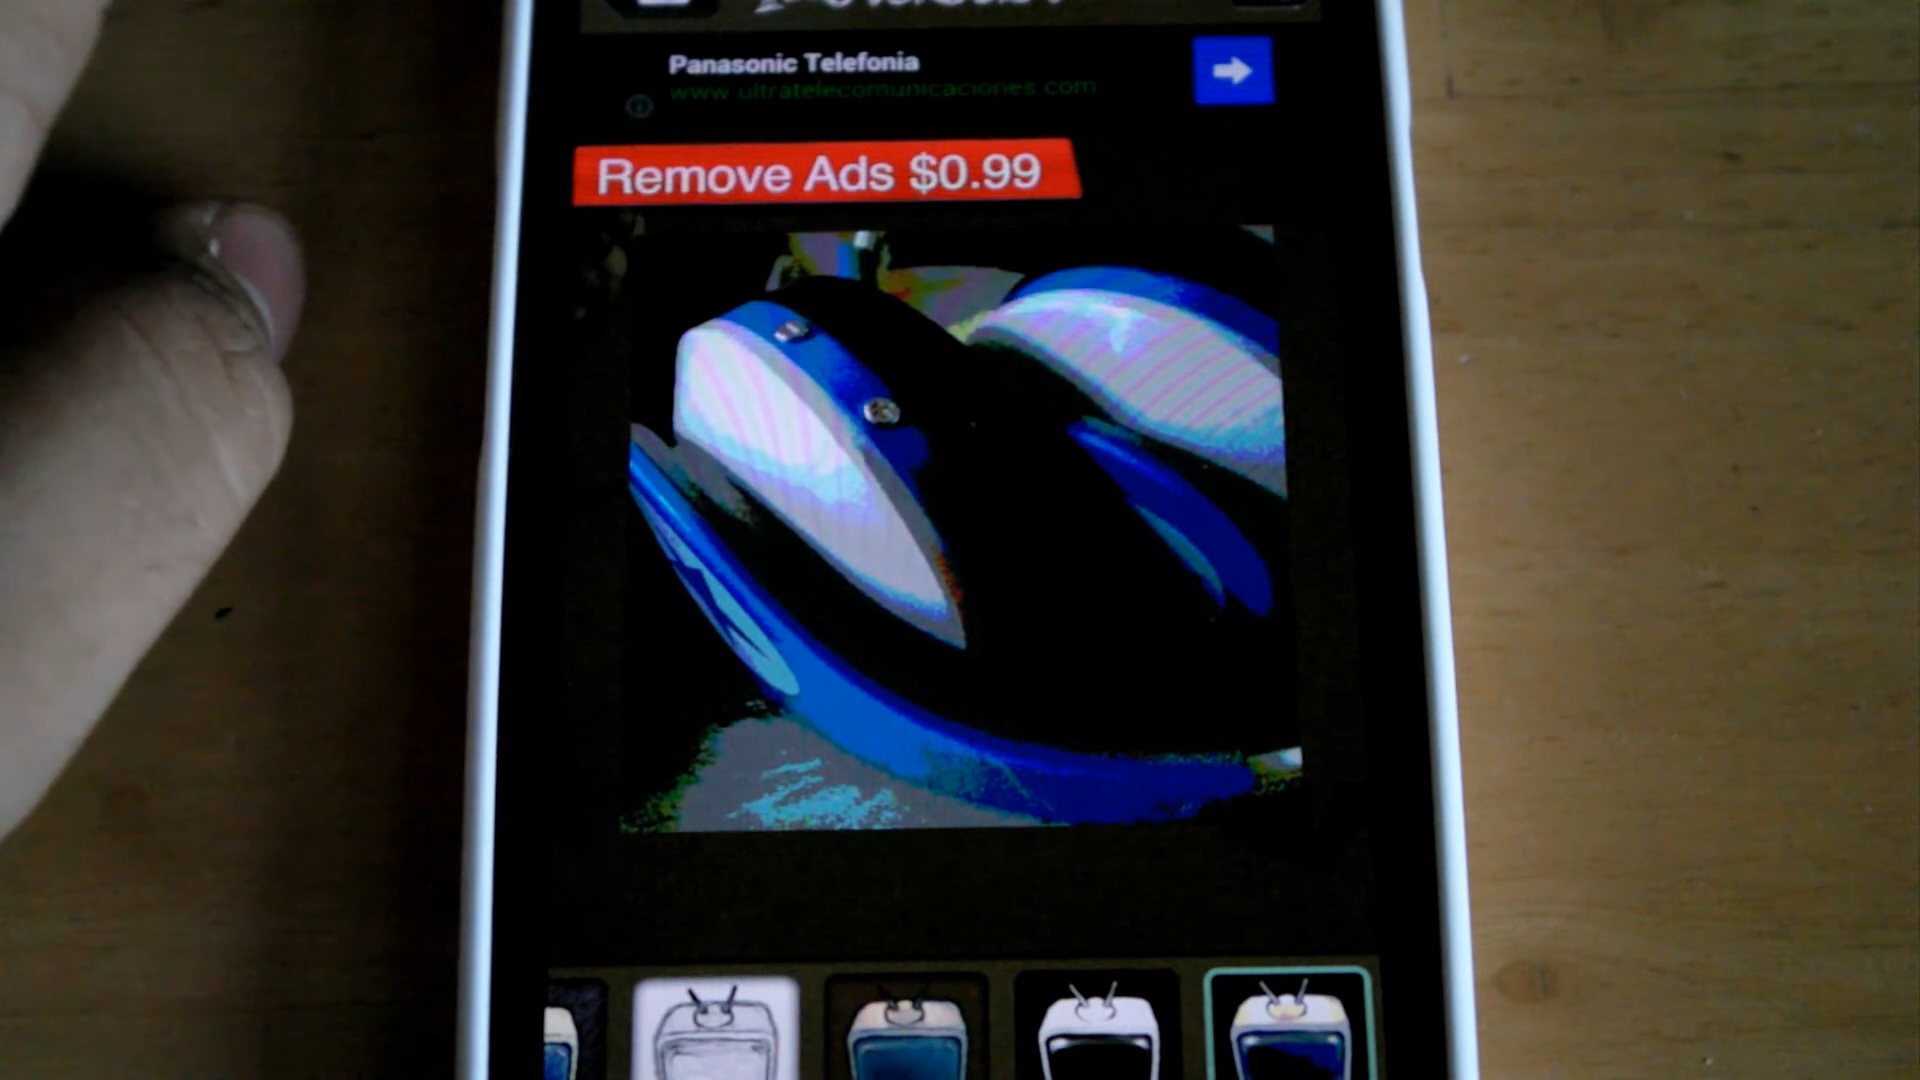 Panasonic Telefonia
www.ultratelecomunicaciones.com
Remove Ads $0.99